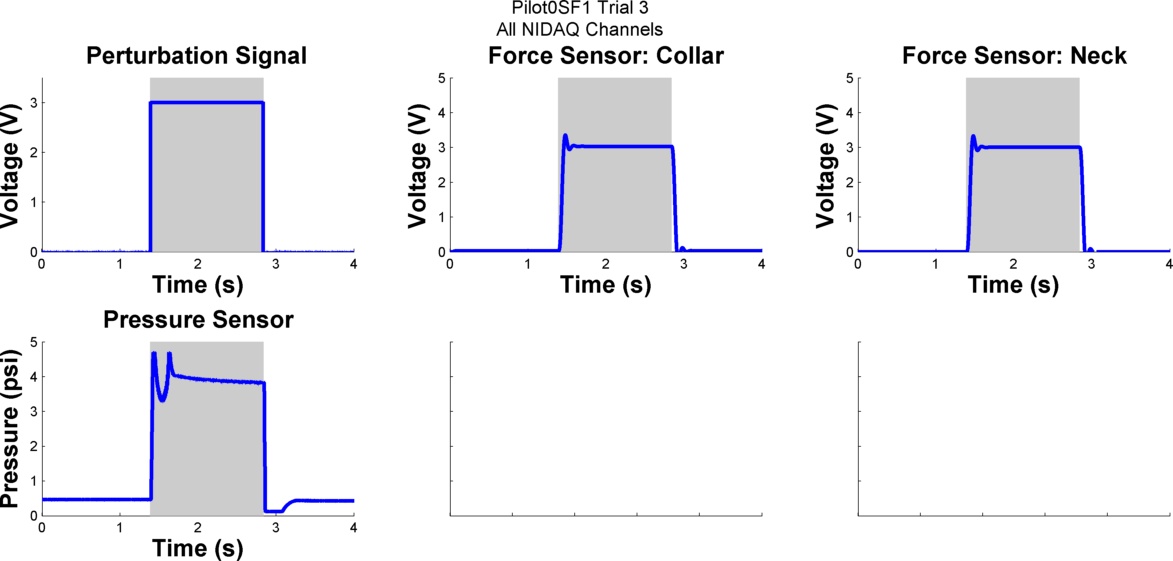 Pilot0SF1 Trial 3
All NIDAQ Channels
Perturbation Signal
Voltage (V)
3
2
1
0
0 1 2 3 4
Time (s)
Force Sensor: Collar
Voltage (V)
5
4
3
2
1
0
0 1 2 3 4
Time (s)
Force Sensor: Neck
Voltage (V)
5
4
3
2
1
0
0 1 2 3 4
Time (s)
Pressure Sensor
Pressure (psi)
5
4
3
2
1
0
0 1 2 3 4
Time (s)